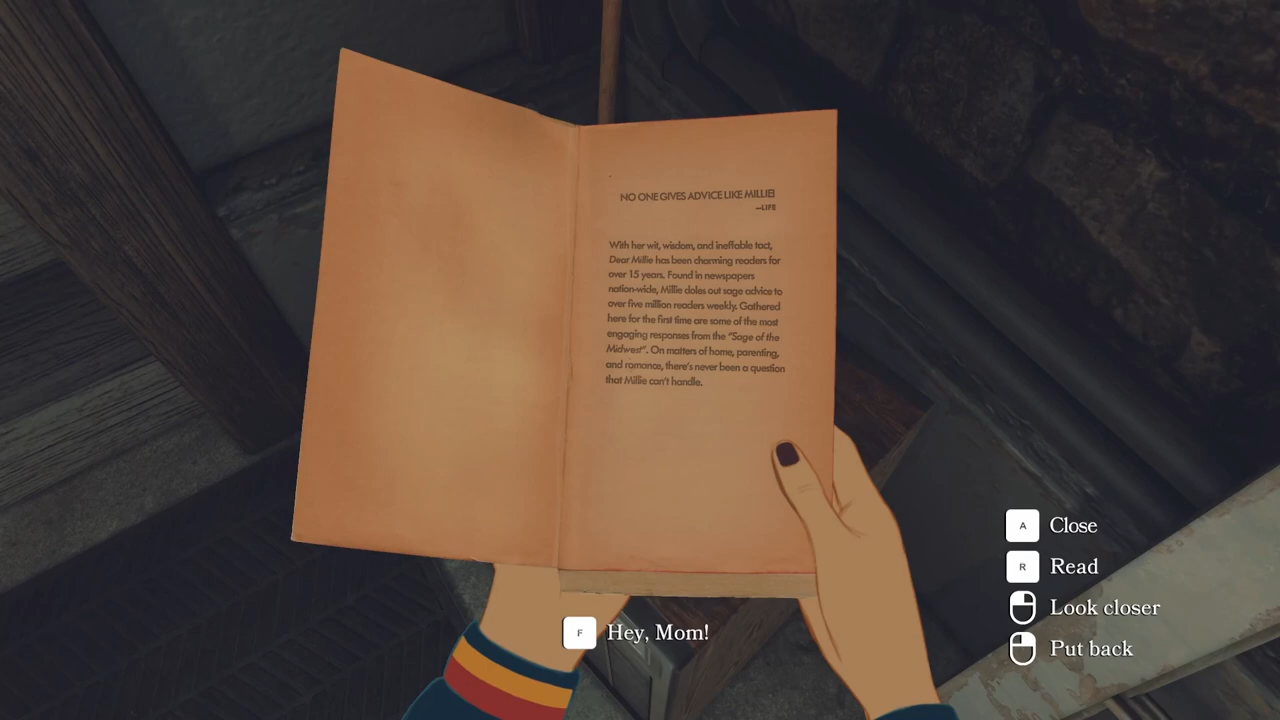 NO ONE GIVES ADVICE LIKE MILLIE!
—LIFE
With her wit, wisdom, and ineffable tact,
Dear Millie has been charming readers for
over 15 years. Found in newspapers
nation-wide, Millie doles out sage advice to
over five million readers weekly. Gathered
here for the first time are some of the most
engaging responses from the "Sage of the
Midwest". On matters of home, parenting,
and romance, there's never been a question
that Millie can't handle.
A Close
R Read
Look closer
Put back
F Hey, Mom!